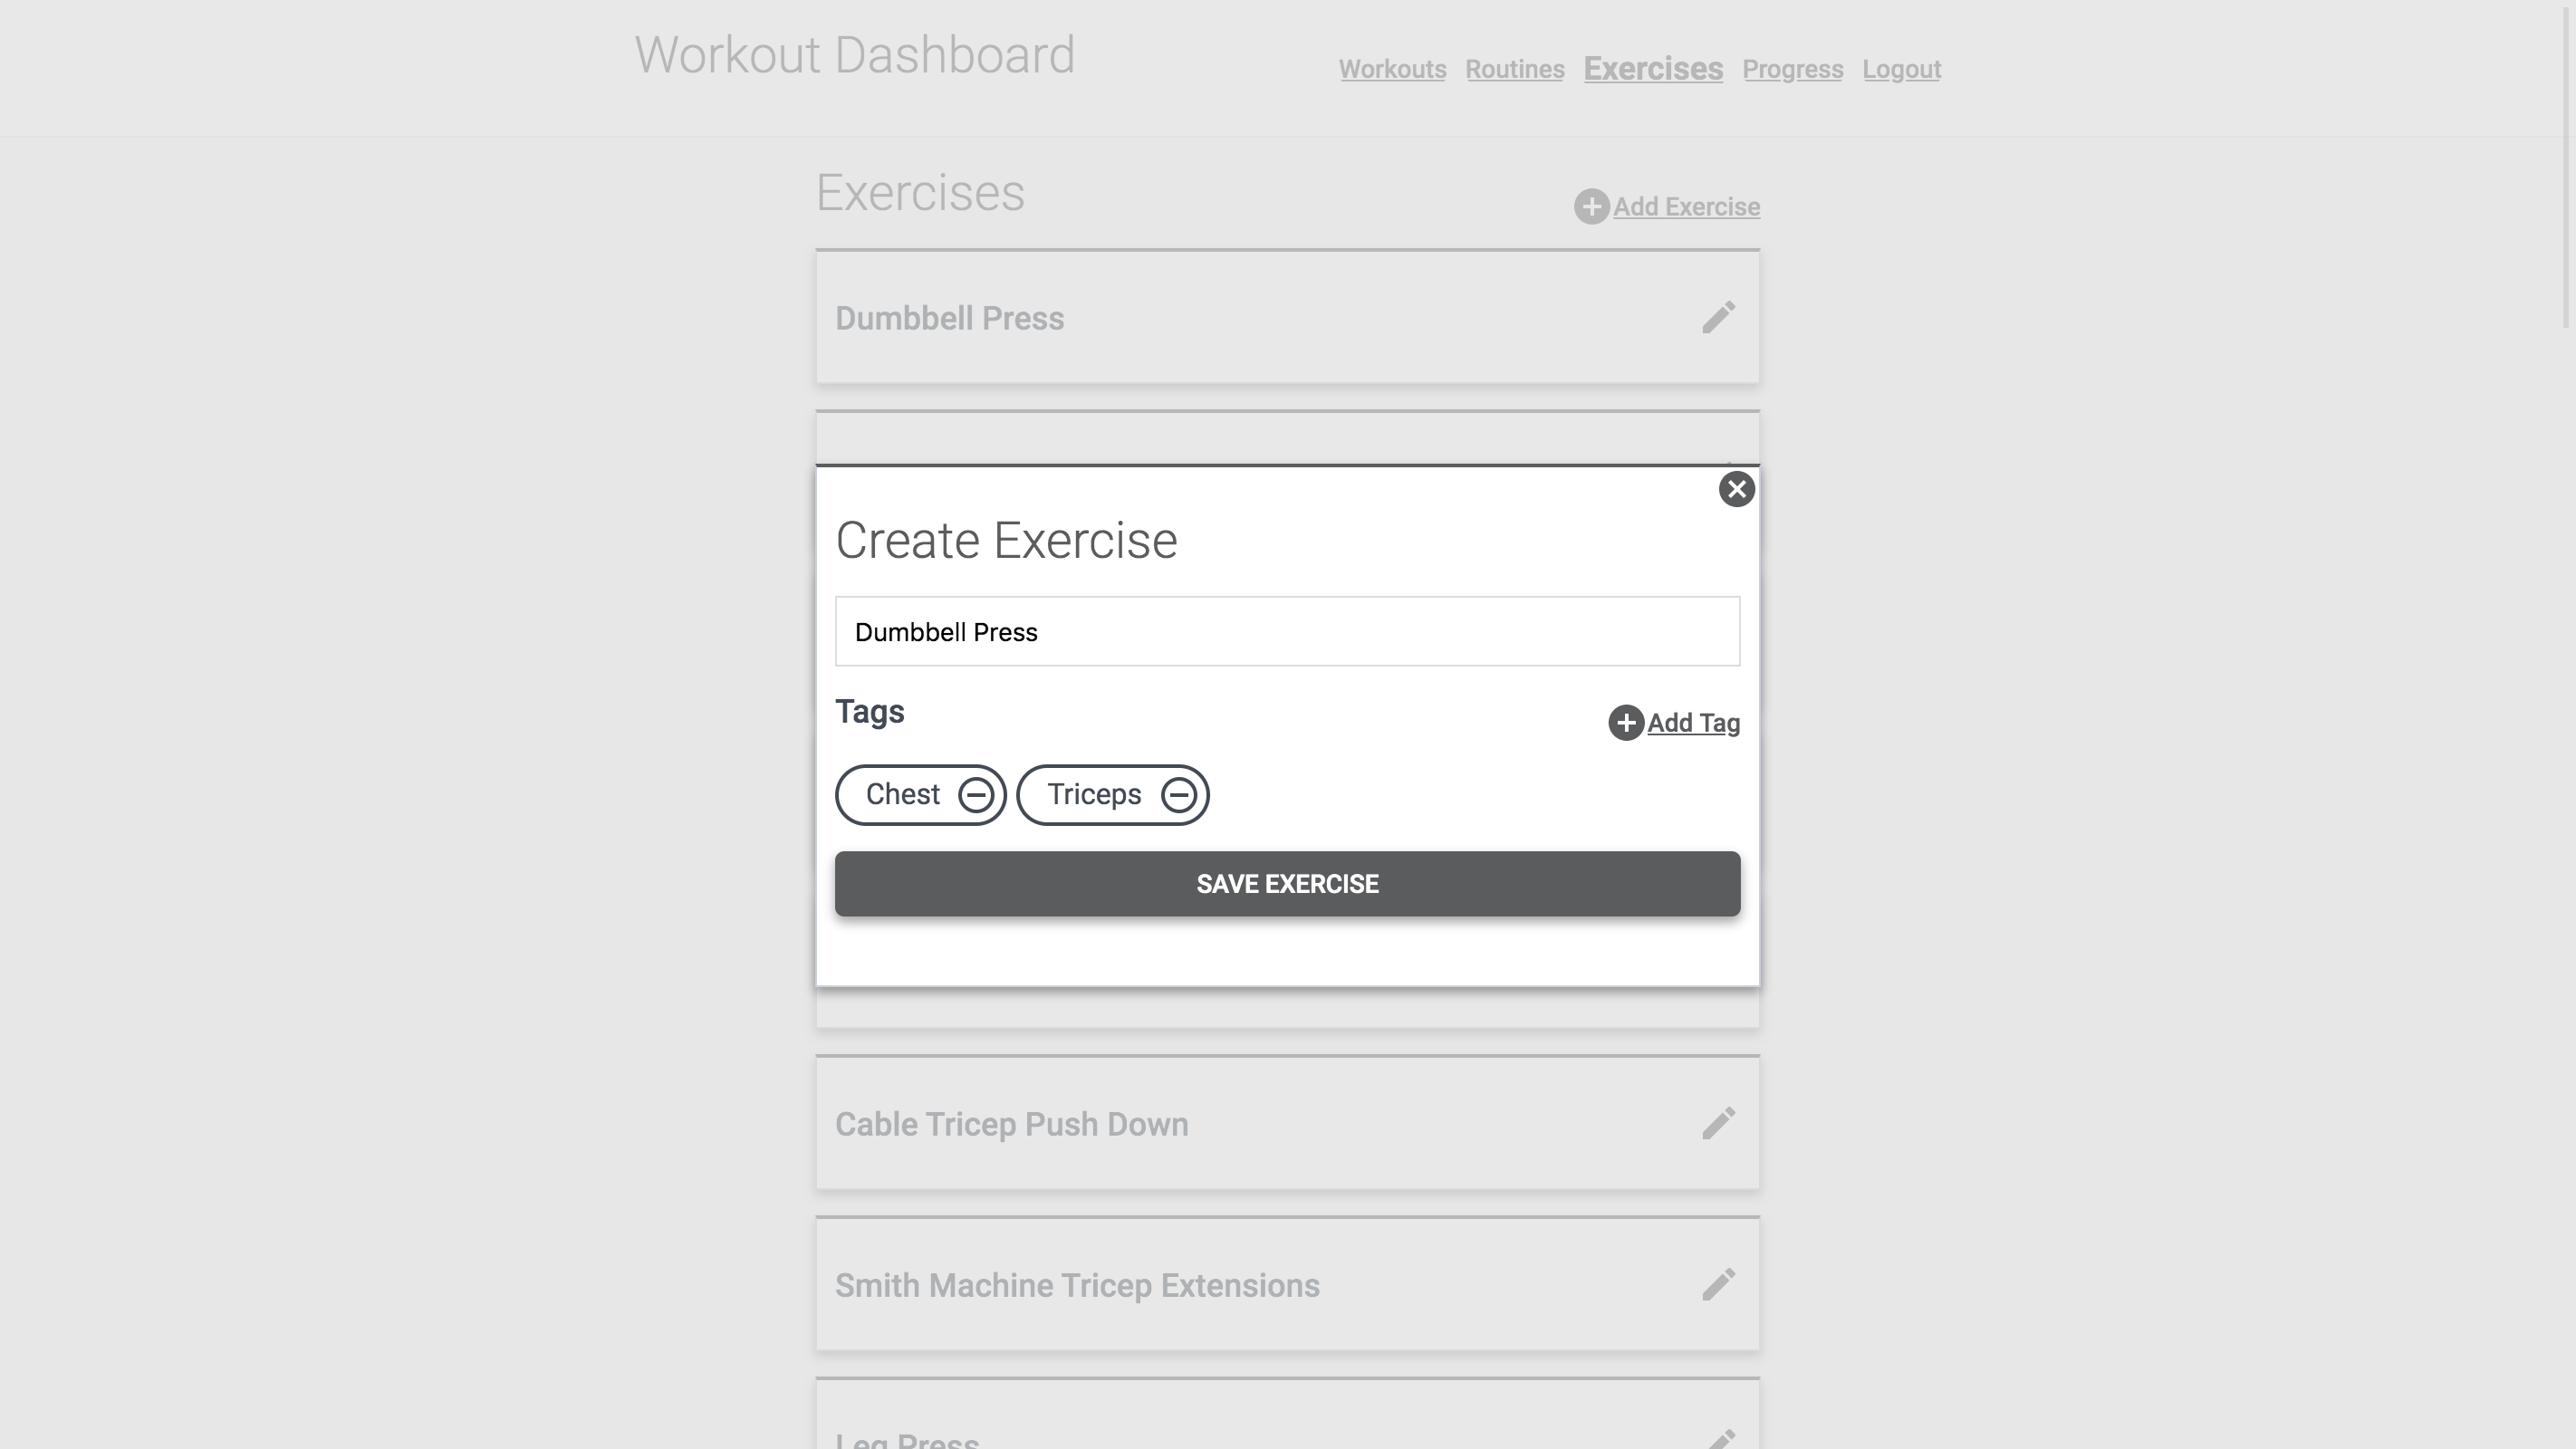 Workout Dashboard
Workouts Routines Exercises Progress Logout
Exercises
Add Exercise
Dumbbell Press
Create Exercise
Dumbbell Press
Tags
Add Tag
Chest
Triceps
SAVE EXERCISE
Cable Tricep Push Down
Smith Machine Tricep Extensions
Leg Press